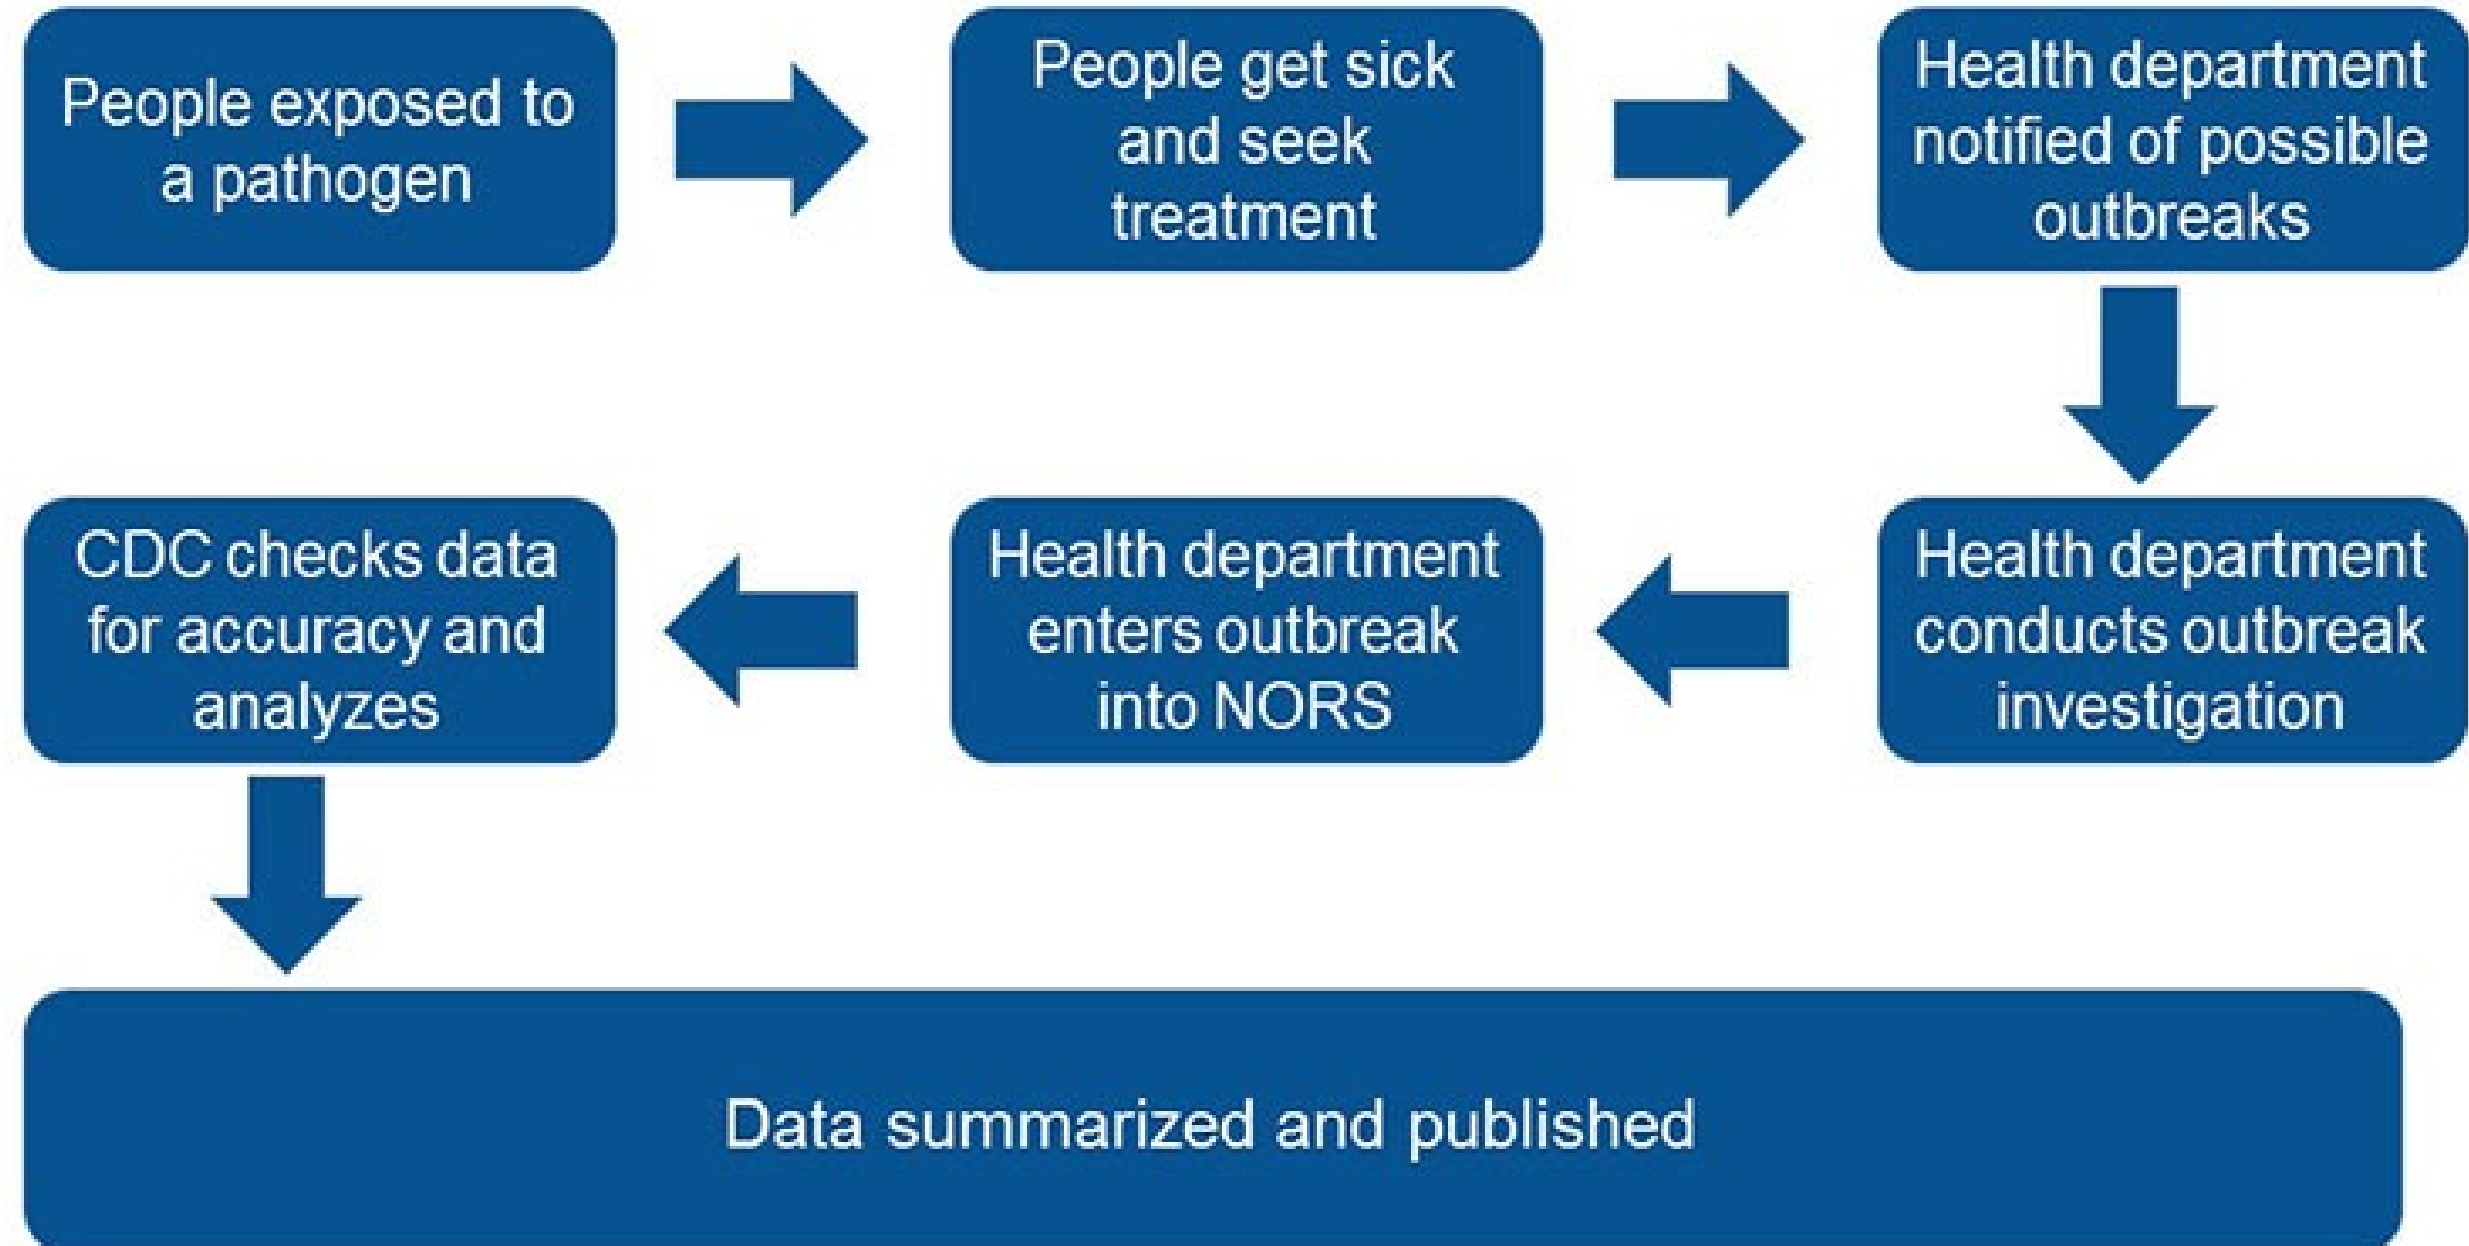 People exposed to
a pathogen
People get sick
and seek
treatment
Health department
notified of possible
outbreaks
Health department
conducts outbreak
investigation
Health department
enters outbreak
into NORS
CDC checks data
for accuracy and
analyzes
Data summarized and published